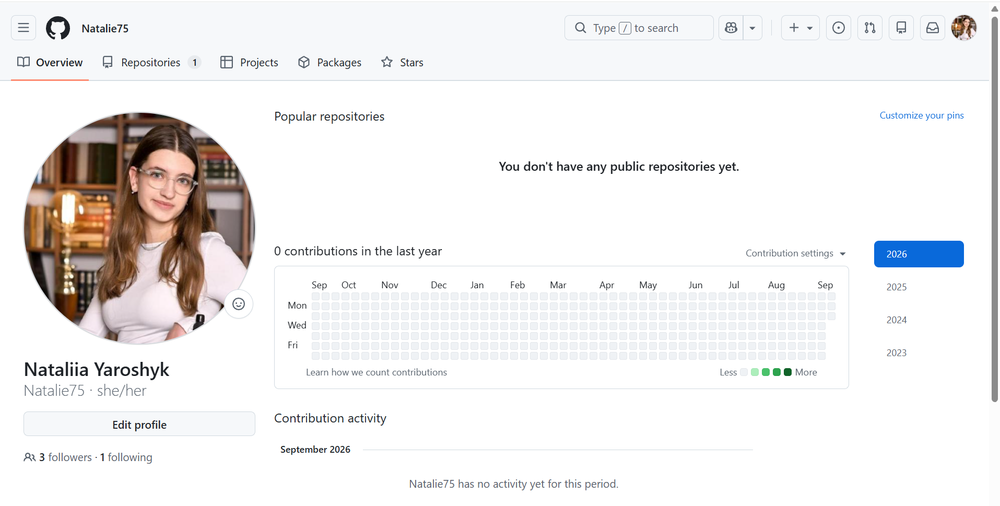 Natalie75
Type / to search
Overview
Repositories 1
Projects
Packages
Stars
Popular repositories
Customize your pins
You don't have any public repositories yet.
0 contributions in the last year
Contribution settings
2026
2025
2024
2023
Sep Oct Nov Dec Jan Feb Mar Apr May Jun Jul Aug Sep
Mon
Wed
Fri
Learn how we count contributions
Less More
Nataliia Yaroshyk
Natalie75 · she/her
Edit profile
3 followers · 1 following
Contribution activity
September 2026
Natalie75 has no activity yet for this period.